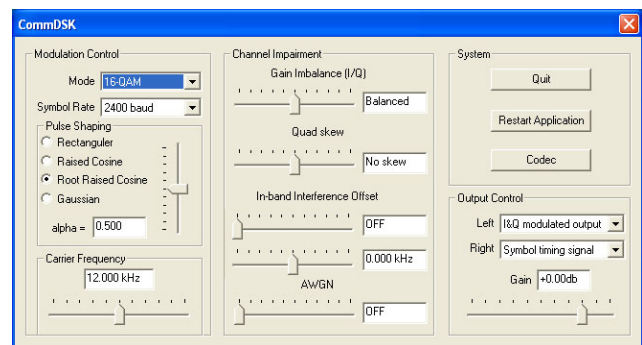 CommDSK
Modulation Control
Mode 16-QAM
Symbol Rate 2400 baud
Pulse Shaping
Rectanguler
Raised Cosine
Root Raised Cosine
Gaussian
alpha = 0.500
Carrier Frequency
12.000 kHz
Channel Impairment
Gain Imbalance (I/Q)
Balanced
Quad skew
No skew
In-band Interference Offset
OFF
0.000 kHz
AWGN
OFF
System
Quit
Restart Application
Codec
Output Control
Left I&Q modulated output
Right Symbol timing signal
Gain +0.00db